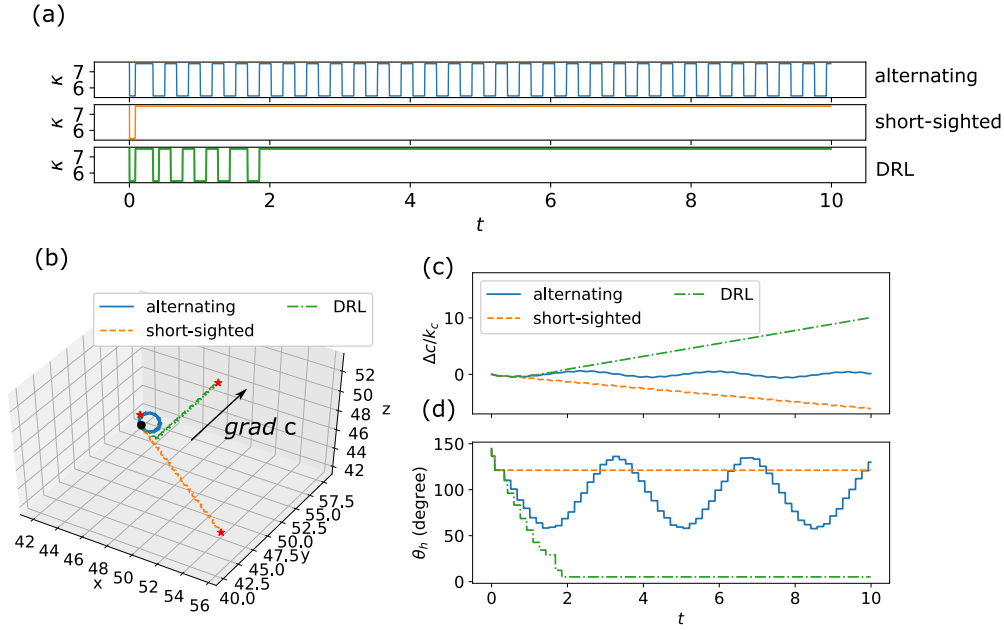 (a)
κ
7
6
alternating
κ
7
6
short-sighted
κ
7
6
DRL
0 2 4 6 8 10
t
(b)
alternating
DRL
short-sighted
grad c
52
50
48
46
44
42
z
57.5
55.0
52.5
50.0
47.5
45.0
42.5
40.0
y
42 44 46 48 50 52 54 56
x
(c)
alternating
DRL
short-sighted
Δc/k_c
10
0
(d)
θ_h (degree)
150
100
50
0
0 2 4 6 8 10
t